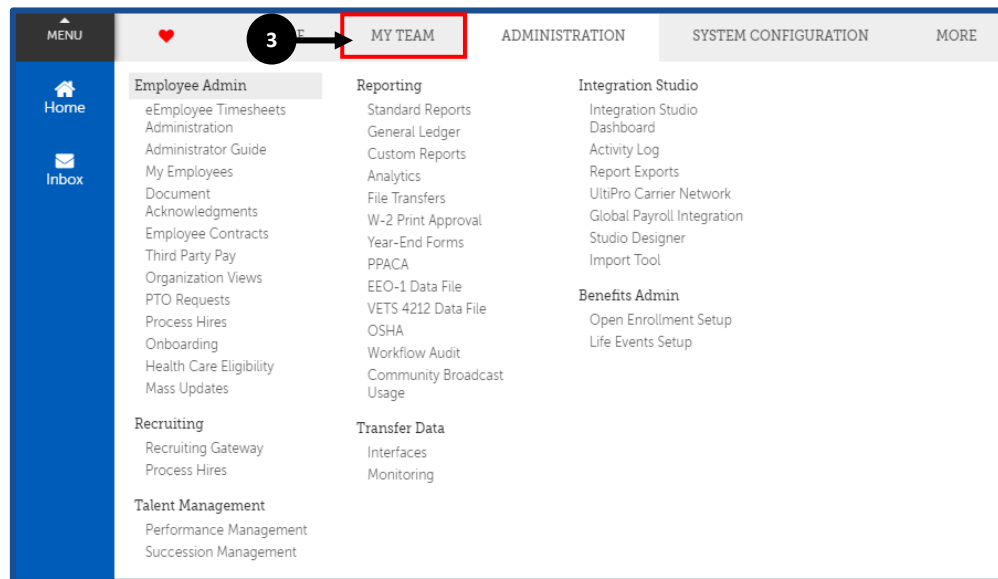 MENU
3
MY TEAM
ADMINISTRATION
SYSTEM CONFIGURATION
MORE
Home
Inbox
Employee Admin
eEmployee Timesheets
Administration
Administrator Guide
My Employees
Document
Acknowledgments
Employee Contracts
Third Party Pay
Organization Views
PTO Requests
Process Hires
Onboarding
Health Care Eligibility
Mass Updates
Recruiting
Recruiting Gateway
Process Hires
Talent Management
Performance Management
Succession Management
Reporting
Standard Reports
General Ledger
Custom Reports
Analytics
File Transfers
W-2 Print Approval
Year-End Forms
PPACA
EEO-1 Data File
VETS 4212 Data File
OSHA
Workflow Audit
Community Broadcast
Usage
Transfer Data
Interfaces
Monitoring
Integration Studio
Integration Studio
Dashboard
Activity Log
Report Exports
UltiPro Carrier Network
Global Payroll Integration
Studio Designer
Import Tool
Benefits Admin
Open Enrollment Setup
Life Events Setup